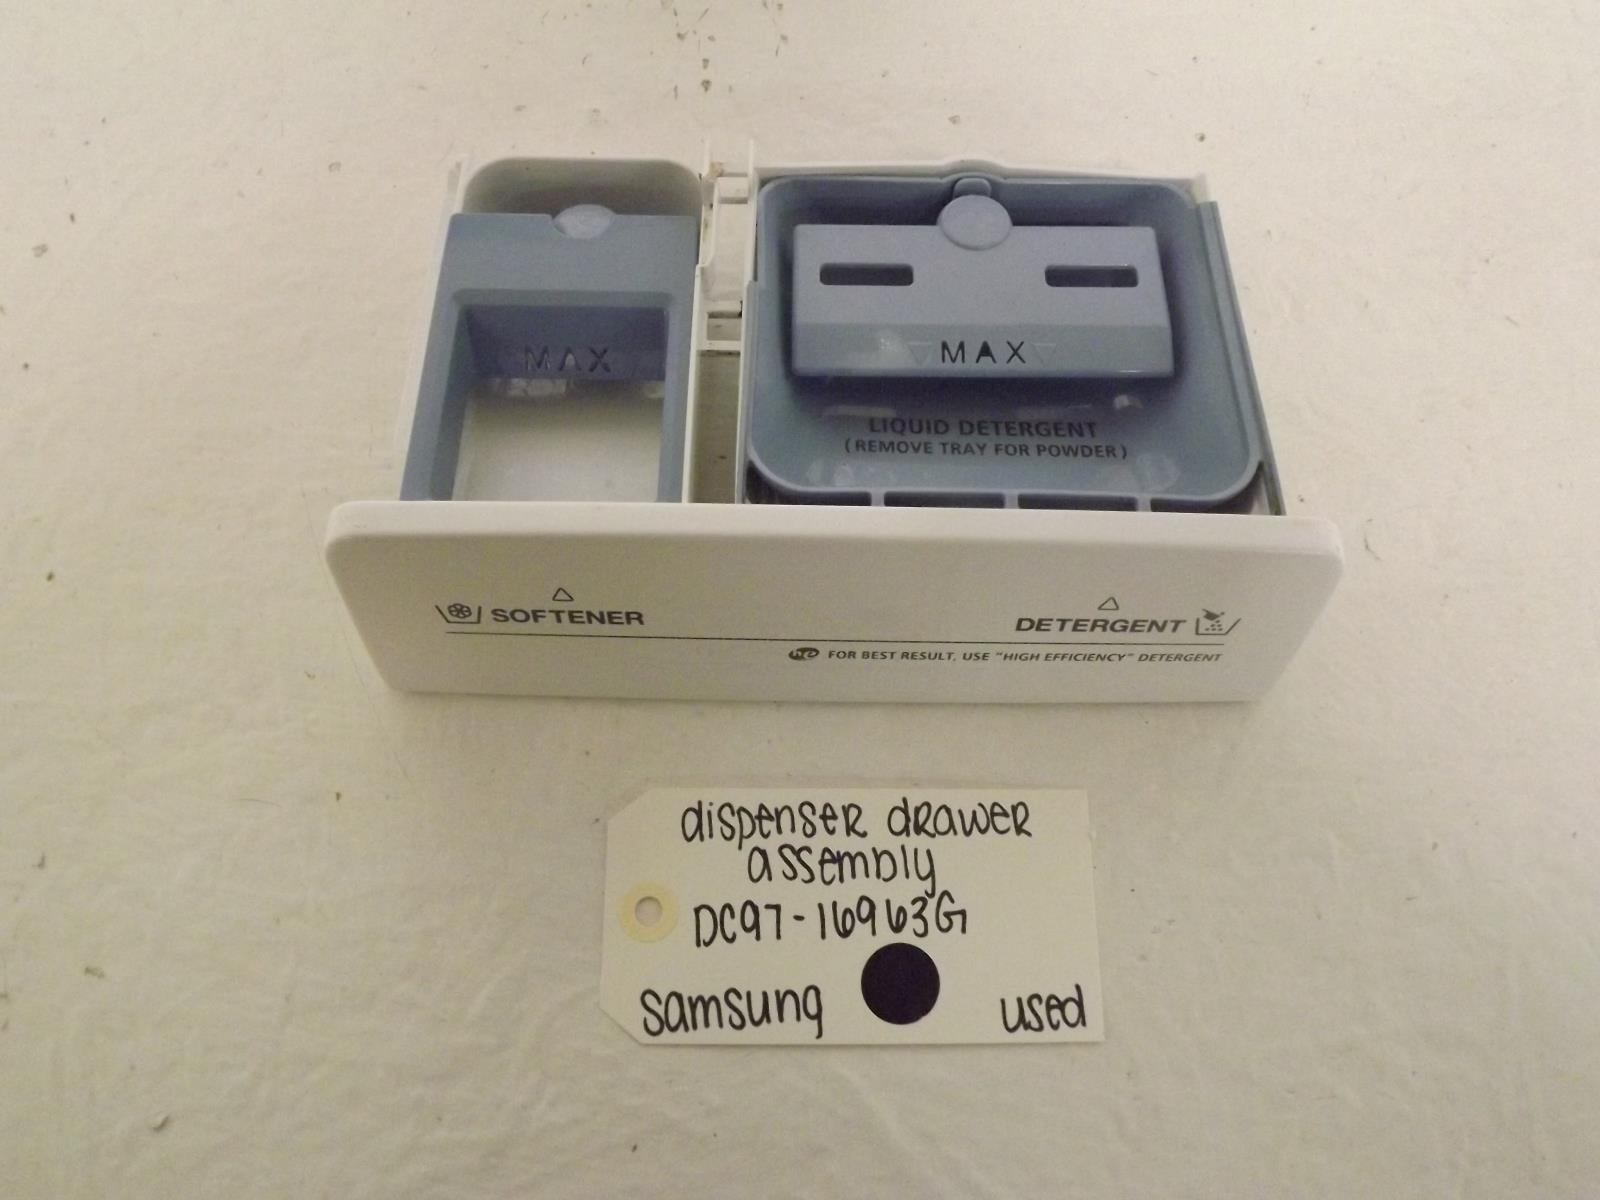 MAX
MAX
LIQUID DETERGENT
(REMOVE TRAY FOR POWDER)
SOFTENER
DETERGENT
he FOR BEST RESULT, USE "HIGH EFFICIENCY" DETERGENT
dispenser drawer
assembly
DC97-16963G
samsung
used